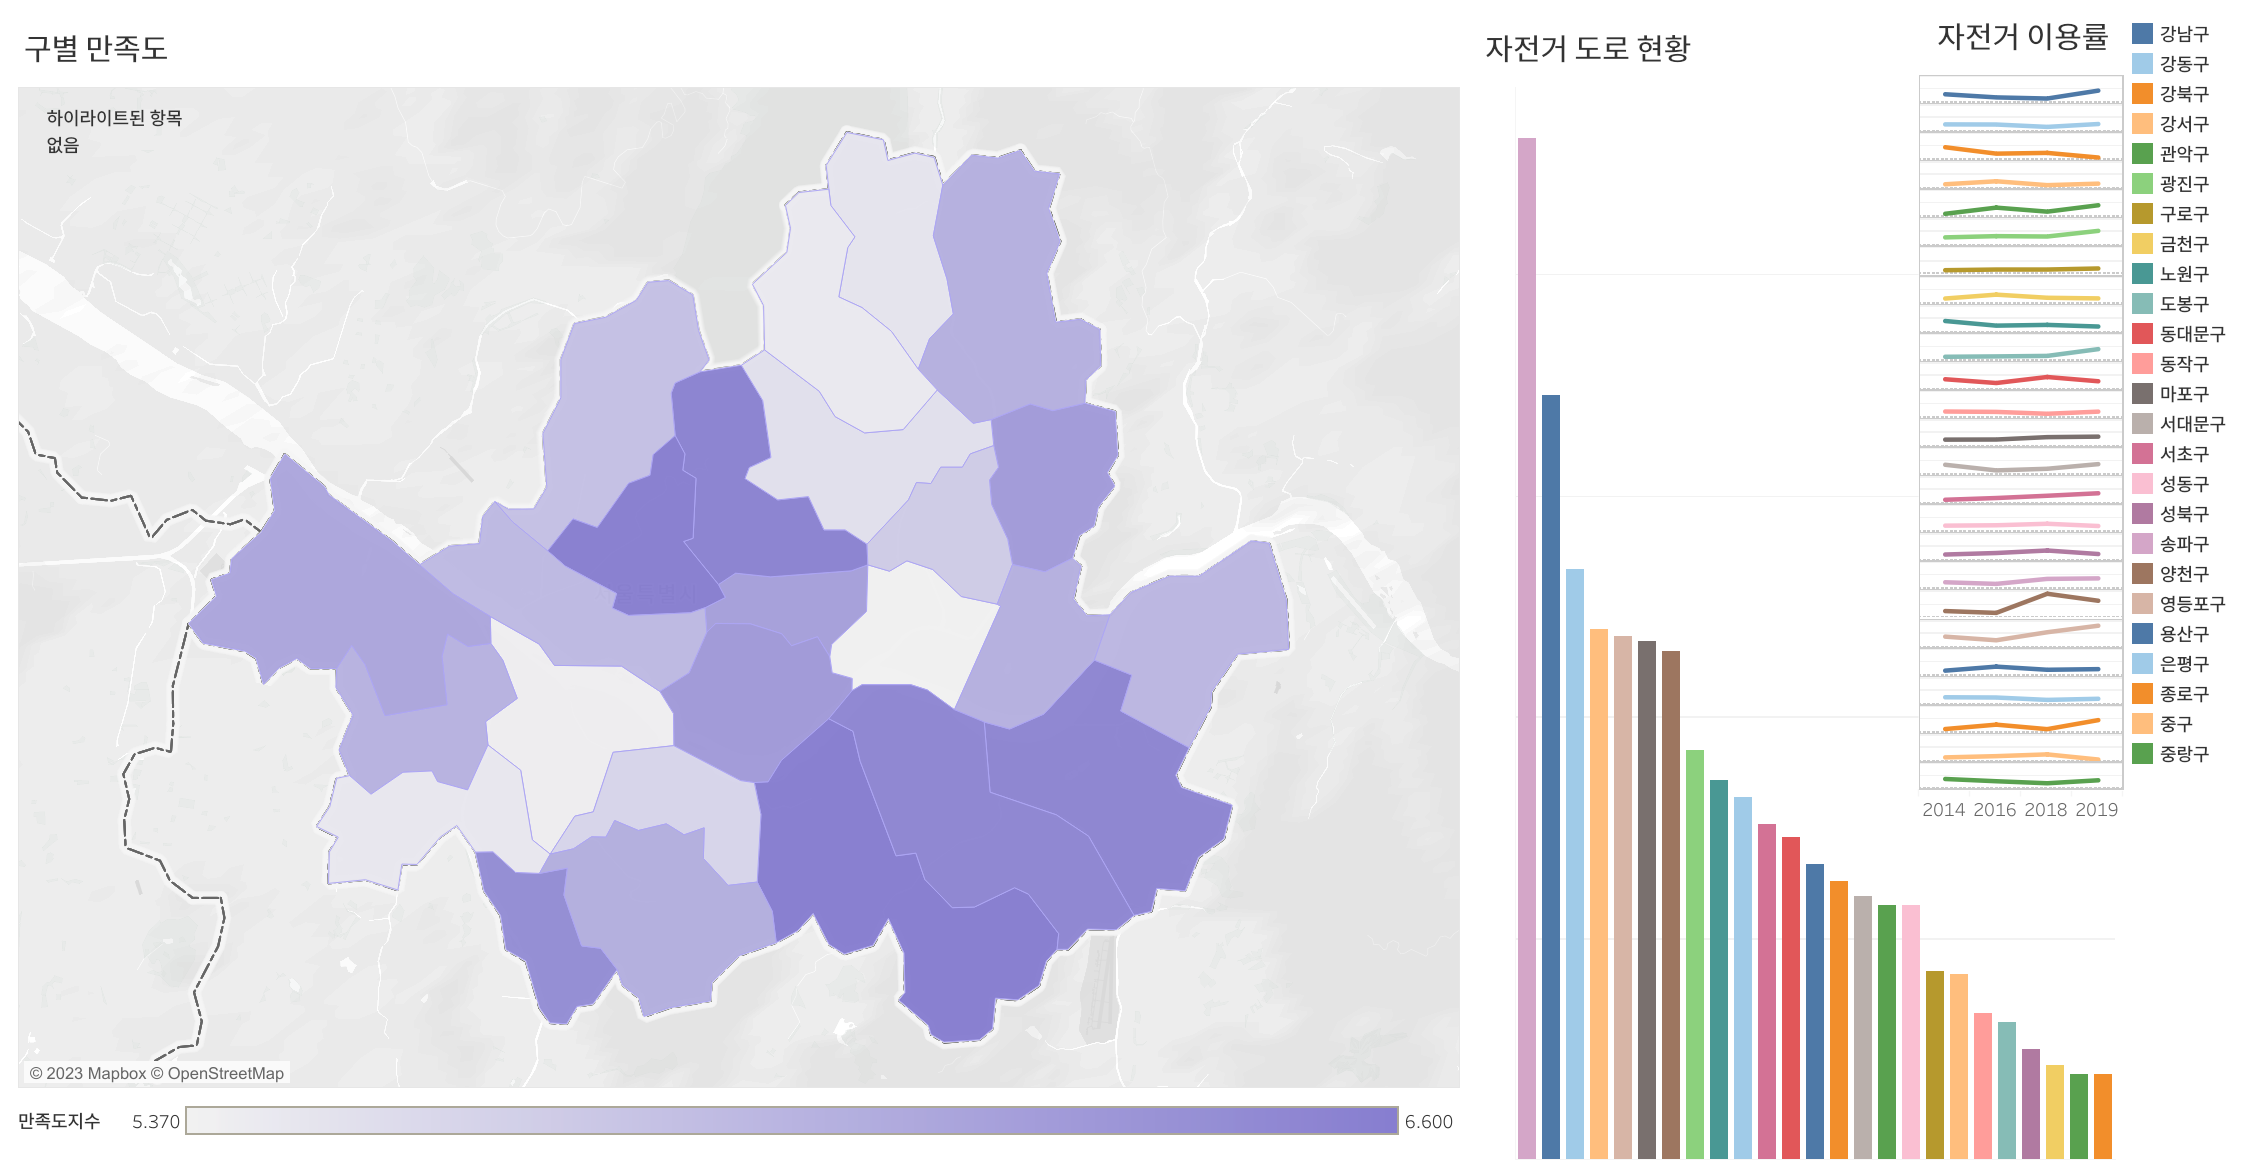 구별 만족도
하이라이트된 항목
없음
© 2023 Mapbox © OpenStreetMap
만족도지수
5.370
6.600
자전거 도로 현황
자전거 이용률
2014 2016 2018 2019
강남구
강동구
강북구
강서구
관악구
광진구
구로구
금천구
노원구
도봉구
동대문구
동작구
마포구
서대문구
서초구
성동구
성북구
송파구
양천구
영등포구
용산구
은평구
종로구
중구
중랑구